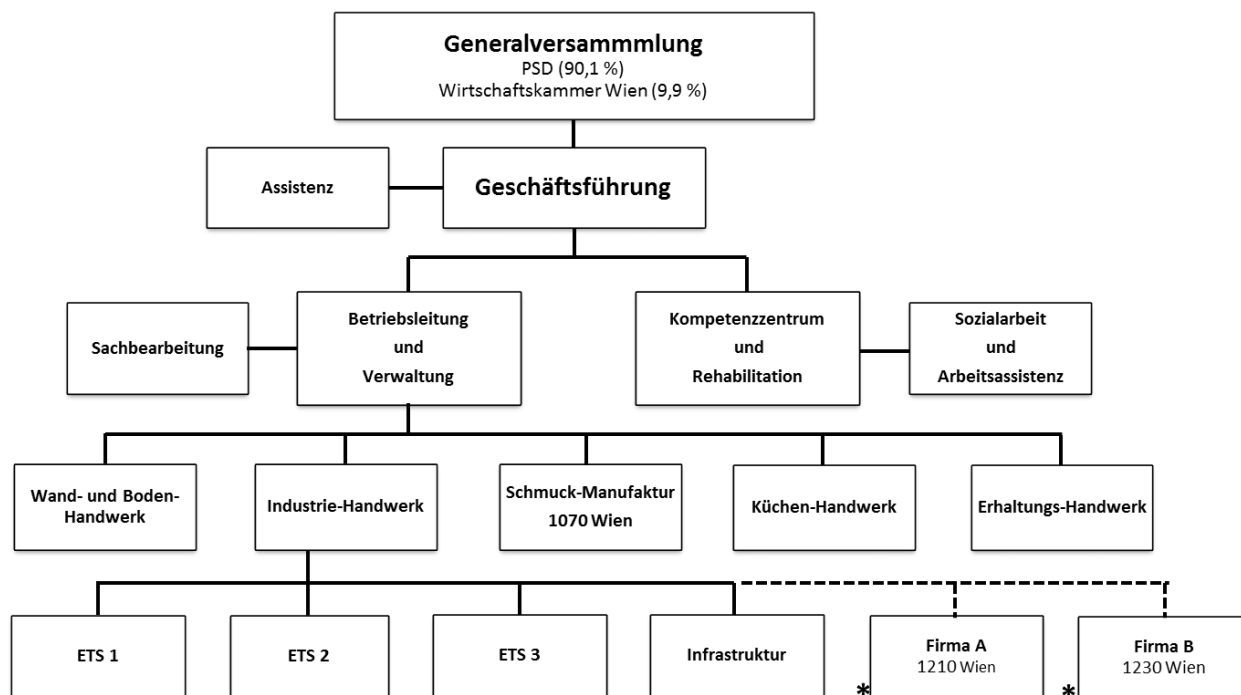 Generalversammmlung
PSD (90,1 %)
Wirtschaftskammer Wien (9,9 %)
Assistenz
Geschäftsführung
Sachbearbeitung
Betriebsleitung
und
Verwaltung
Kompetenzzentrum
und
Rehabilitation
Sozialarbeit
und
Arbeitsassistenz
Wand- und Boden-
Handwerk
Industrie-Handwerk
Schmuck-Manufaktur
1070 Wien
Küchen-Handwerk
Erhaltungs-Handwerk
ETS 1
ETS 2
ETS 3
Infrastruktur
Firma A
1210 Wien
*
Firma B
1230 Wien
*